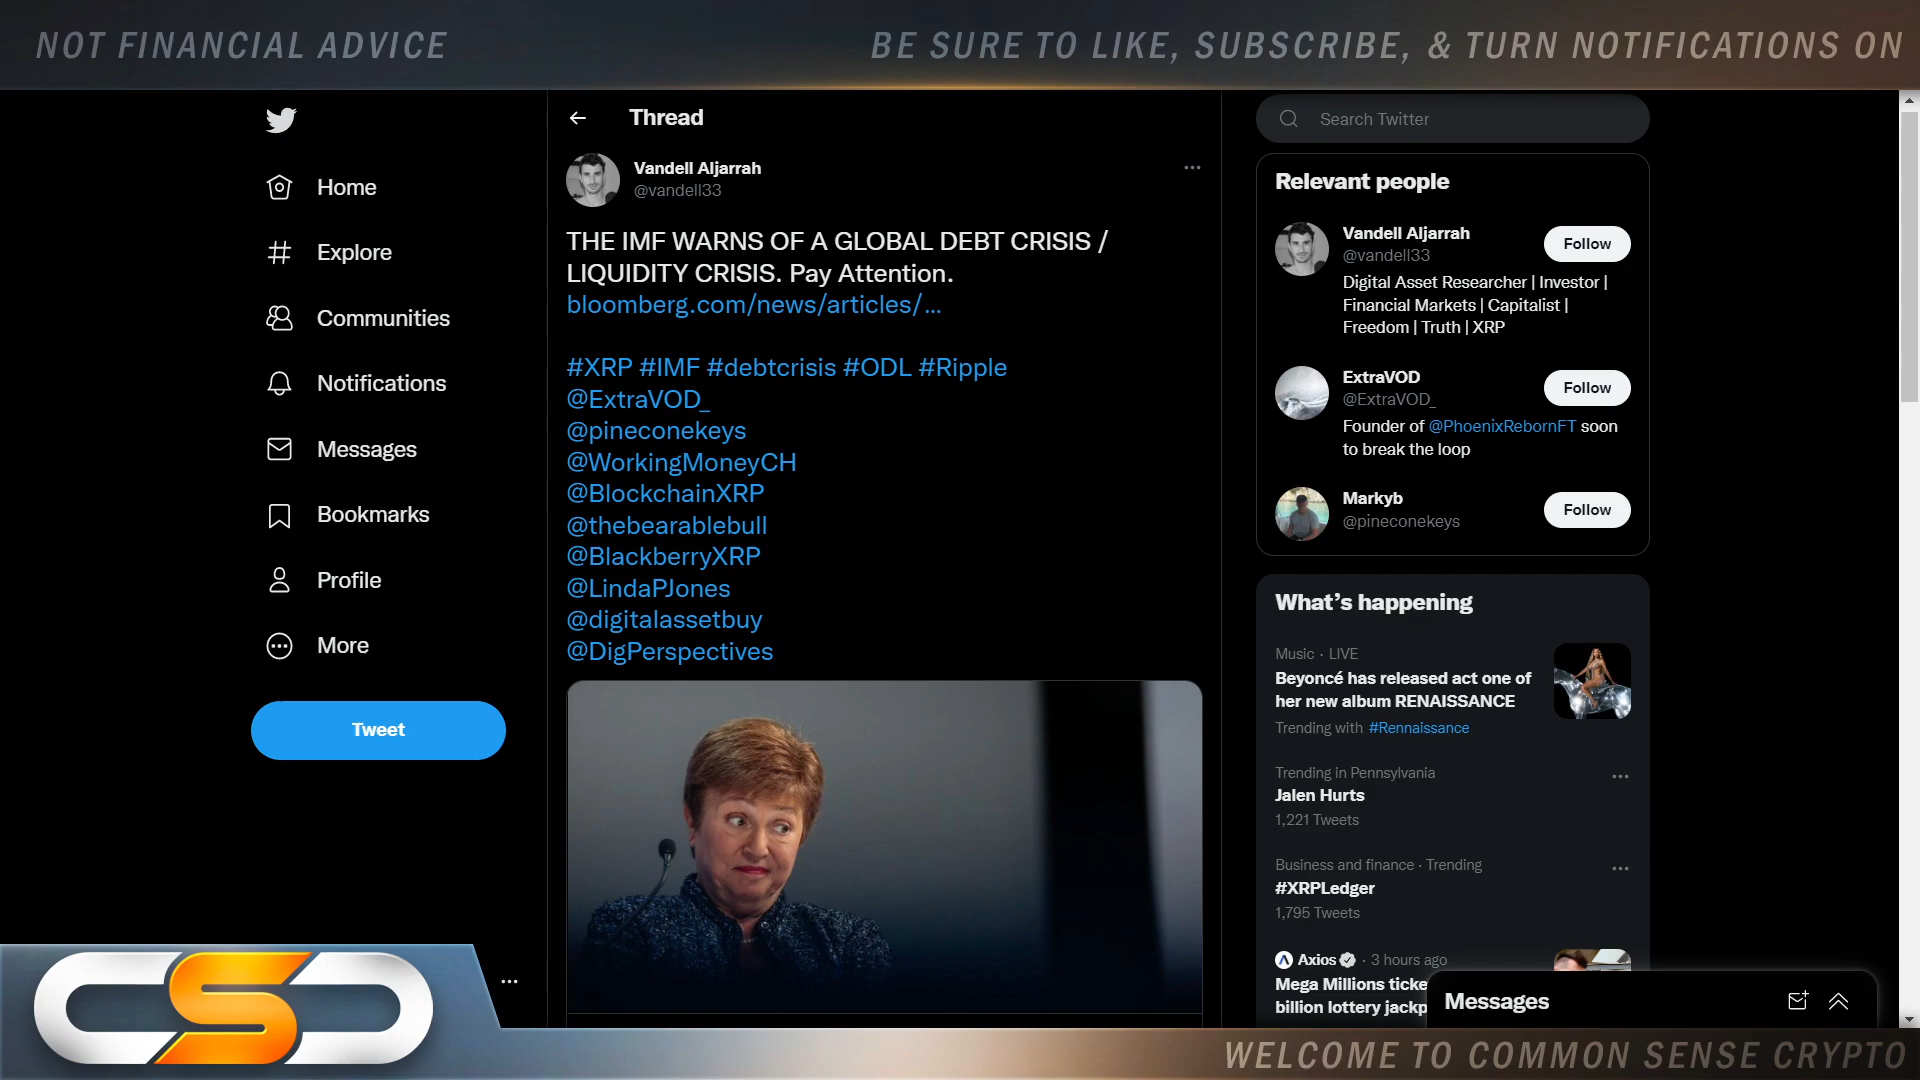 NOT FINANCIAL ADVICE
BE SURE TO LIKE, SUBSCRIBE, & TURN NOTIFICATIONS ON
Home
Explore
Communities
Notifications
Messages
Bookmarks
Profile
More
Tweet
Thread
Vandell Aljarrah
@vandell33
THE IMF WARNS OF A GLOBAL DEBT CRISIS /
LIQUIDITY CRISIS. Pay Attention.
bloomberg.com/news/articles/...
#XRP #IMF #debtcrisis #ODL #Ripple
@ExtraVOD_
@pineconekeys
@WorkingMoneyCH
@BlockchainXRP
@thebearablebull
@BlackberryXRP
@LindaPJones
@digitalassetbuy
@DigPerspectives
Search Twitter
Relevant people
Vandell Aljarrah
@vandell33
Follow
Digital Asset Researcher | Investor |
Financial Markets | Capitalist |
Freedom | Truth | XRP
ExtraVOD
@ExtraVOD_
Follow
Founder of @PhoenixRebornFT soon
to break the loop
Markyb
@pineconekeys
Follow
What's happening
Music · LIVE
Beyoncé has released act one of
her new album RENAISSANCE
Trending with #Rennaissance
Trending in Pennsylvania
Jalen Hurts
1,221 Tweets
Business and finance · Trending
#XRPLedger
1,795 Tweets
Axios · 3 hours ago
Mega Millions ticke
billion lottery jackp
Messages
CSC
WELCOME TO COMMON SENSE CRYPTO